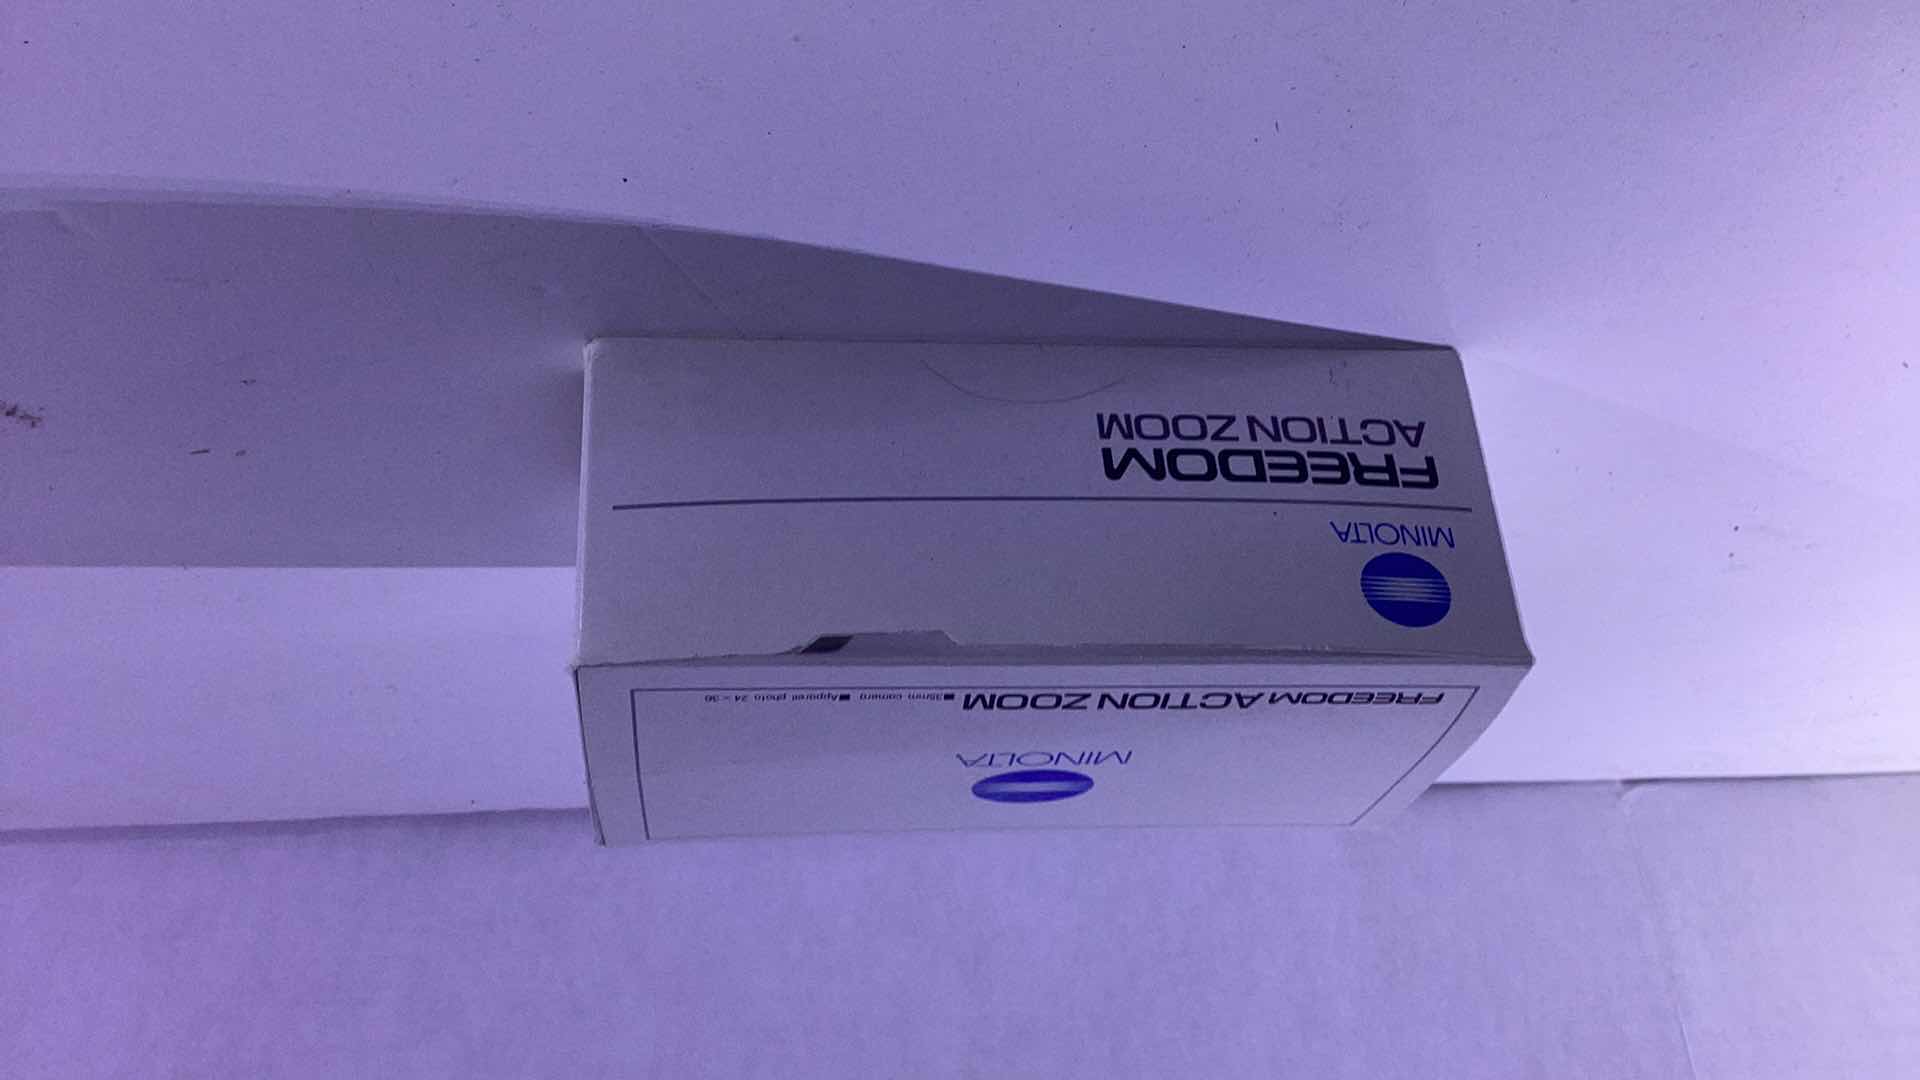 MINOLTA
FREEDOM ACTION ZOOM ■35mm camera ■Appareil photo 24×36
MINOLTA
FREEDOM
ACTION ZOOM